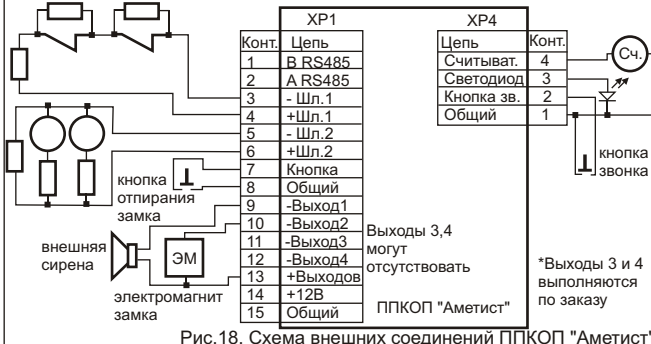 XP1
Конт. Цепь
1 B RS485
2 A RS485
3 - Шл.1
4 +Шл.1
5 - Шл.2
6 +Шл.2
7 Кнопка
8 Общий
9 -Выход1
10 -Выход2
11 -Выход3
12 -Выход4
13 +Выходов
14 +12В
15 Общий
XP4
Цепь Конт.
Считыват. 4
Светодиод 3
Кнопка зв. 2
Общий 1
Сч.
кнопка
звонка
кнопка
отпирания
замка
внешняя
сирена
ЭМ
электромагнит
замка
Выходы 3,4
могут
отсутствовать
ППКОП "Аметист"
*Выходы 3 и 4
выполняются
по заказу
Рис.18. Схема внешних соединений ППКОП "Аметист"